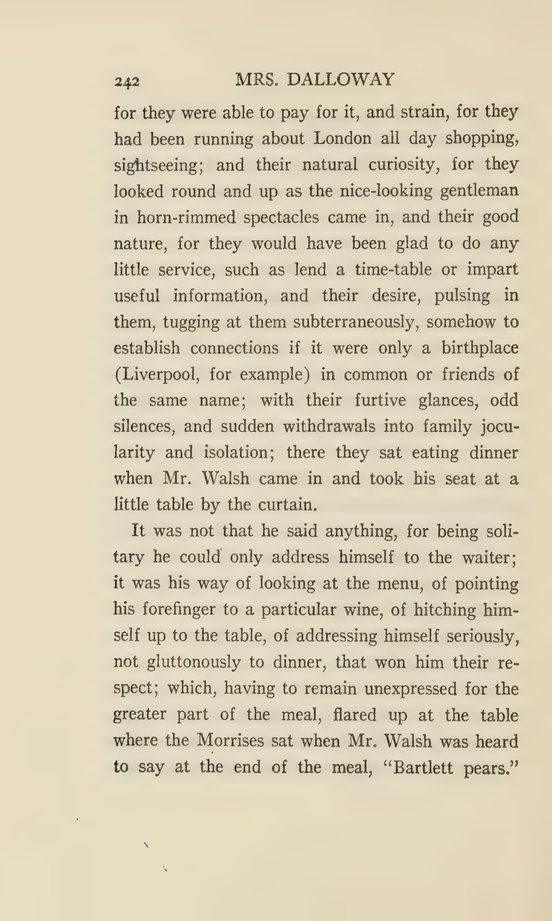 242 MRS. DALLOWAY
for they were able to pay for it, and strain, for they
had been running about London all day shopping,
sightseeing; and their natural curiosity, for they
looked round and up as the nice-looking gentleman
in horn-rimmed spectacles came in, and their good
nature, for they would have been glad to do any
little service, such as lend a time-table or impart
useful information, and their desire, pulsing in
them, tugging at them subterraneously, somehow to
establish connections if it were only a birthplace
(Liverpool, for example) in common or friends of
the same name; with their furtive glances, odd
silences, and sudden withdrawals into family jocu-
larity and isolation; there they sat eating dinner
when Mr. Walsh came in and took his seat at a
little table by the curtain.
It was not that he said anything, for being soli-
tary he could only address himself to the waiter;
it was his way of looking at the menu, of pointing
his forefinger to a particular wine, of hitching him-
self up to the table, of addressing himself seriously,
not gluttonously to dinner, that won him their re-
spect; which, having to remain unexpressed for the
greater part of the meal, flared up at the table
where the Morrises sat when Mr. Walsh was heard
to say at the end of the meal, "Bartlett pears."